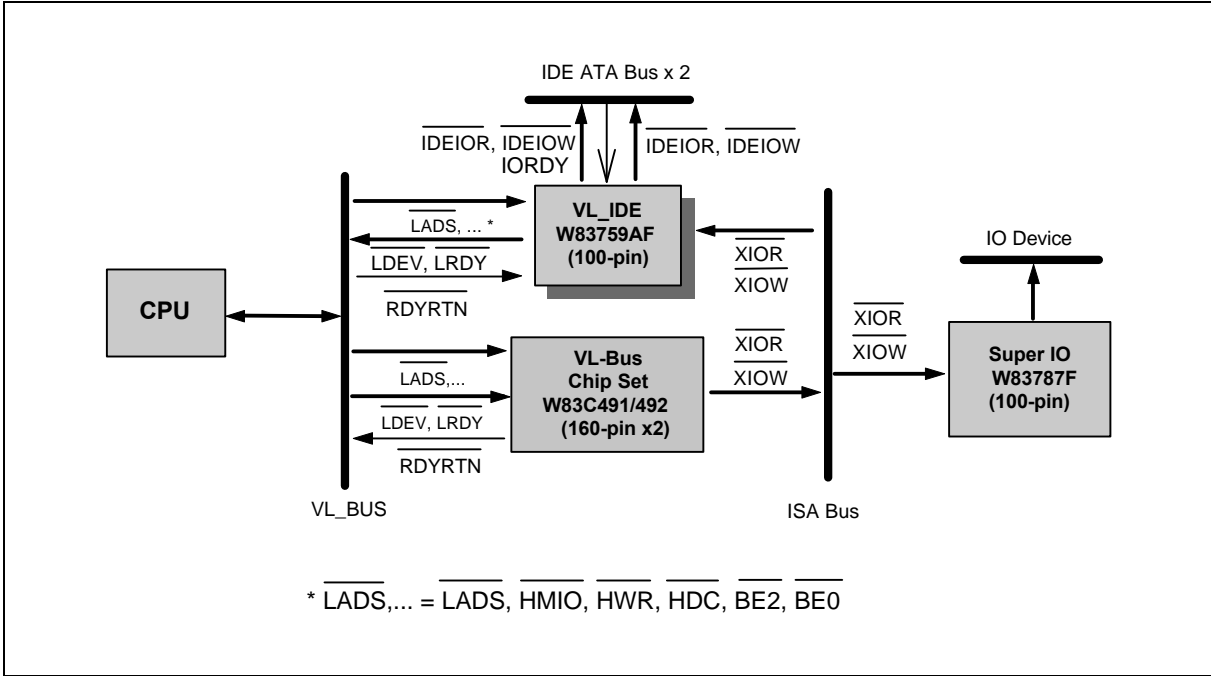 IDE ATA Bus x 2
IDEIOR, IDEIOW
IORDY
IDEIOR, IDEIOW
VL_IDE
W83759AF
(100-pin)
LADS, ... *
LDEV, LRDY
RDYRTN
XIOR
XIOW
IO Device
CPU
XIOR
XIOW
Super IO
W83787F
(100-pin)
VL-Bus
Chip Set
W83C491/492
(160-pin x2)
LADS,...
LDEV, LRDY
RDYRTN
XIOR
XIOW
VL_BUS
ISA Bus
* LADS,... = LADS, HMIO, HWR, HDC, BE2, BE0